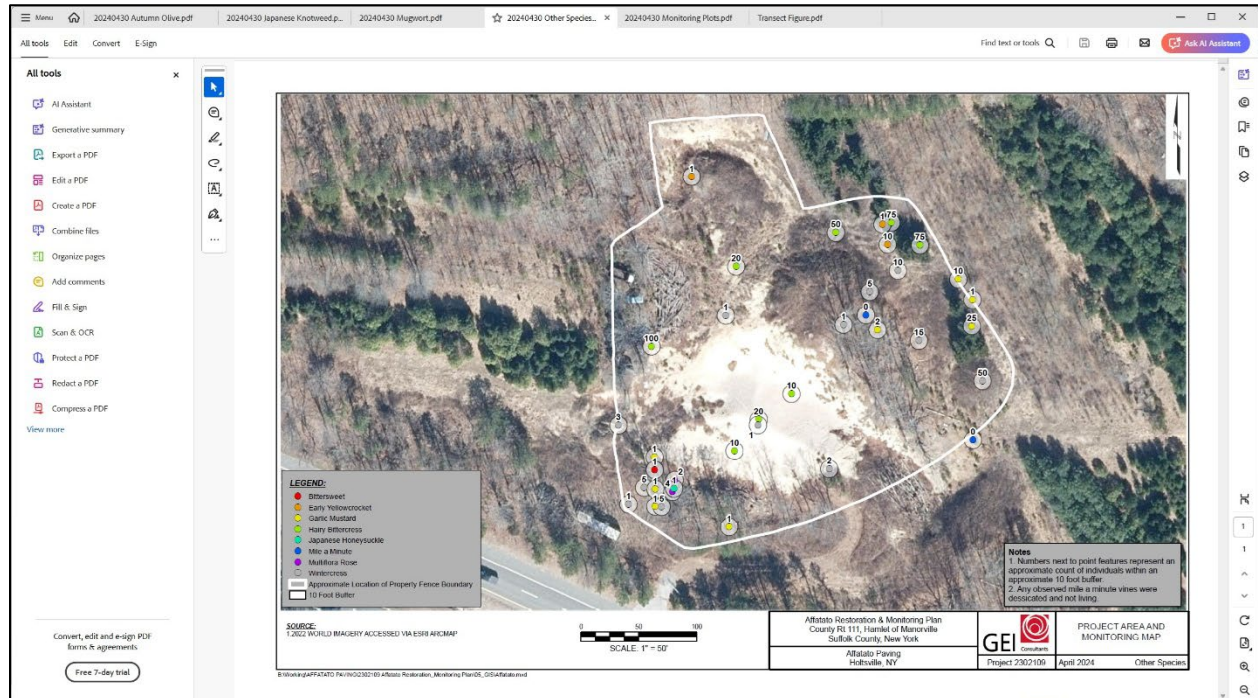 Menu
20240430 Autumn Olive.pdf
20240430 Japanese Knotweed.p...
20240430 Mugwort.pdf
20240430 Other Species...
20240430 Monitoring Plots.pdf
Transect Figure.pdf
All tools Edit Convert E-Sign
Find text or tools
Ask AI Assistant
All tools
AI Assistant
Generative summary
Export a PDF
Edit a PDF
Create a PDF
Combine files
Organize pages
Add comments
Fill & Sign
Scan & OCR
Protect a PDF
Redact a PDF
Compress a PDF
View more
Convert, edit and e-sign PDF
forms & agreements
Free 7-day trial
1
50
1 75
10
75
20
10
10
5
1
1
0
1
2
25
15
100
50
10
3
20
1
0
10
1
1
2
2
5
1
4 1
1
1 5
1
LEGEND:
Bittersweet
Early Yellowcrocket
Garlic Mustard
Hairy Bittercress
Japanese Honeysuckle
Mile a Minute
Multiflora Rose
Wintercress
Approximate Location of Property Fence Boundary
10 Foot Buffer
Notes
1. Numbers next to point features represent an
approximate count of individuals within an
approximate 10 foot buffer.
2. Any observed mile a minute vines were
dessicated and not living.
SOURCE:
1.2022 WORLD IMAGERY ACCESSED VIA ESRI ARCMAP
0 50 100
SCALE, 1" = 50'
Affatato Restoration & Monitoring Plan
County Rt 111, Hamlet of Manorville
Suffolk County, New York
Affatato Paving
Holtsville, NY
GEI Consultants
Project 2302109
PROJECT AREA AND
MONITORING MAP
April 2024 Other Species
1
1